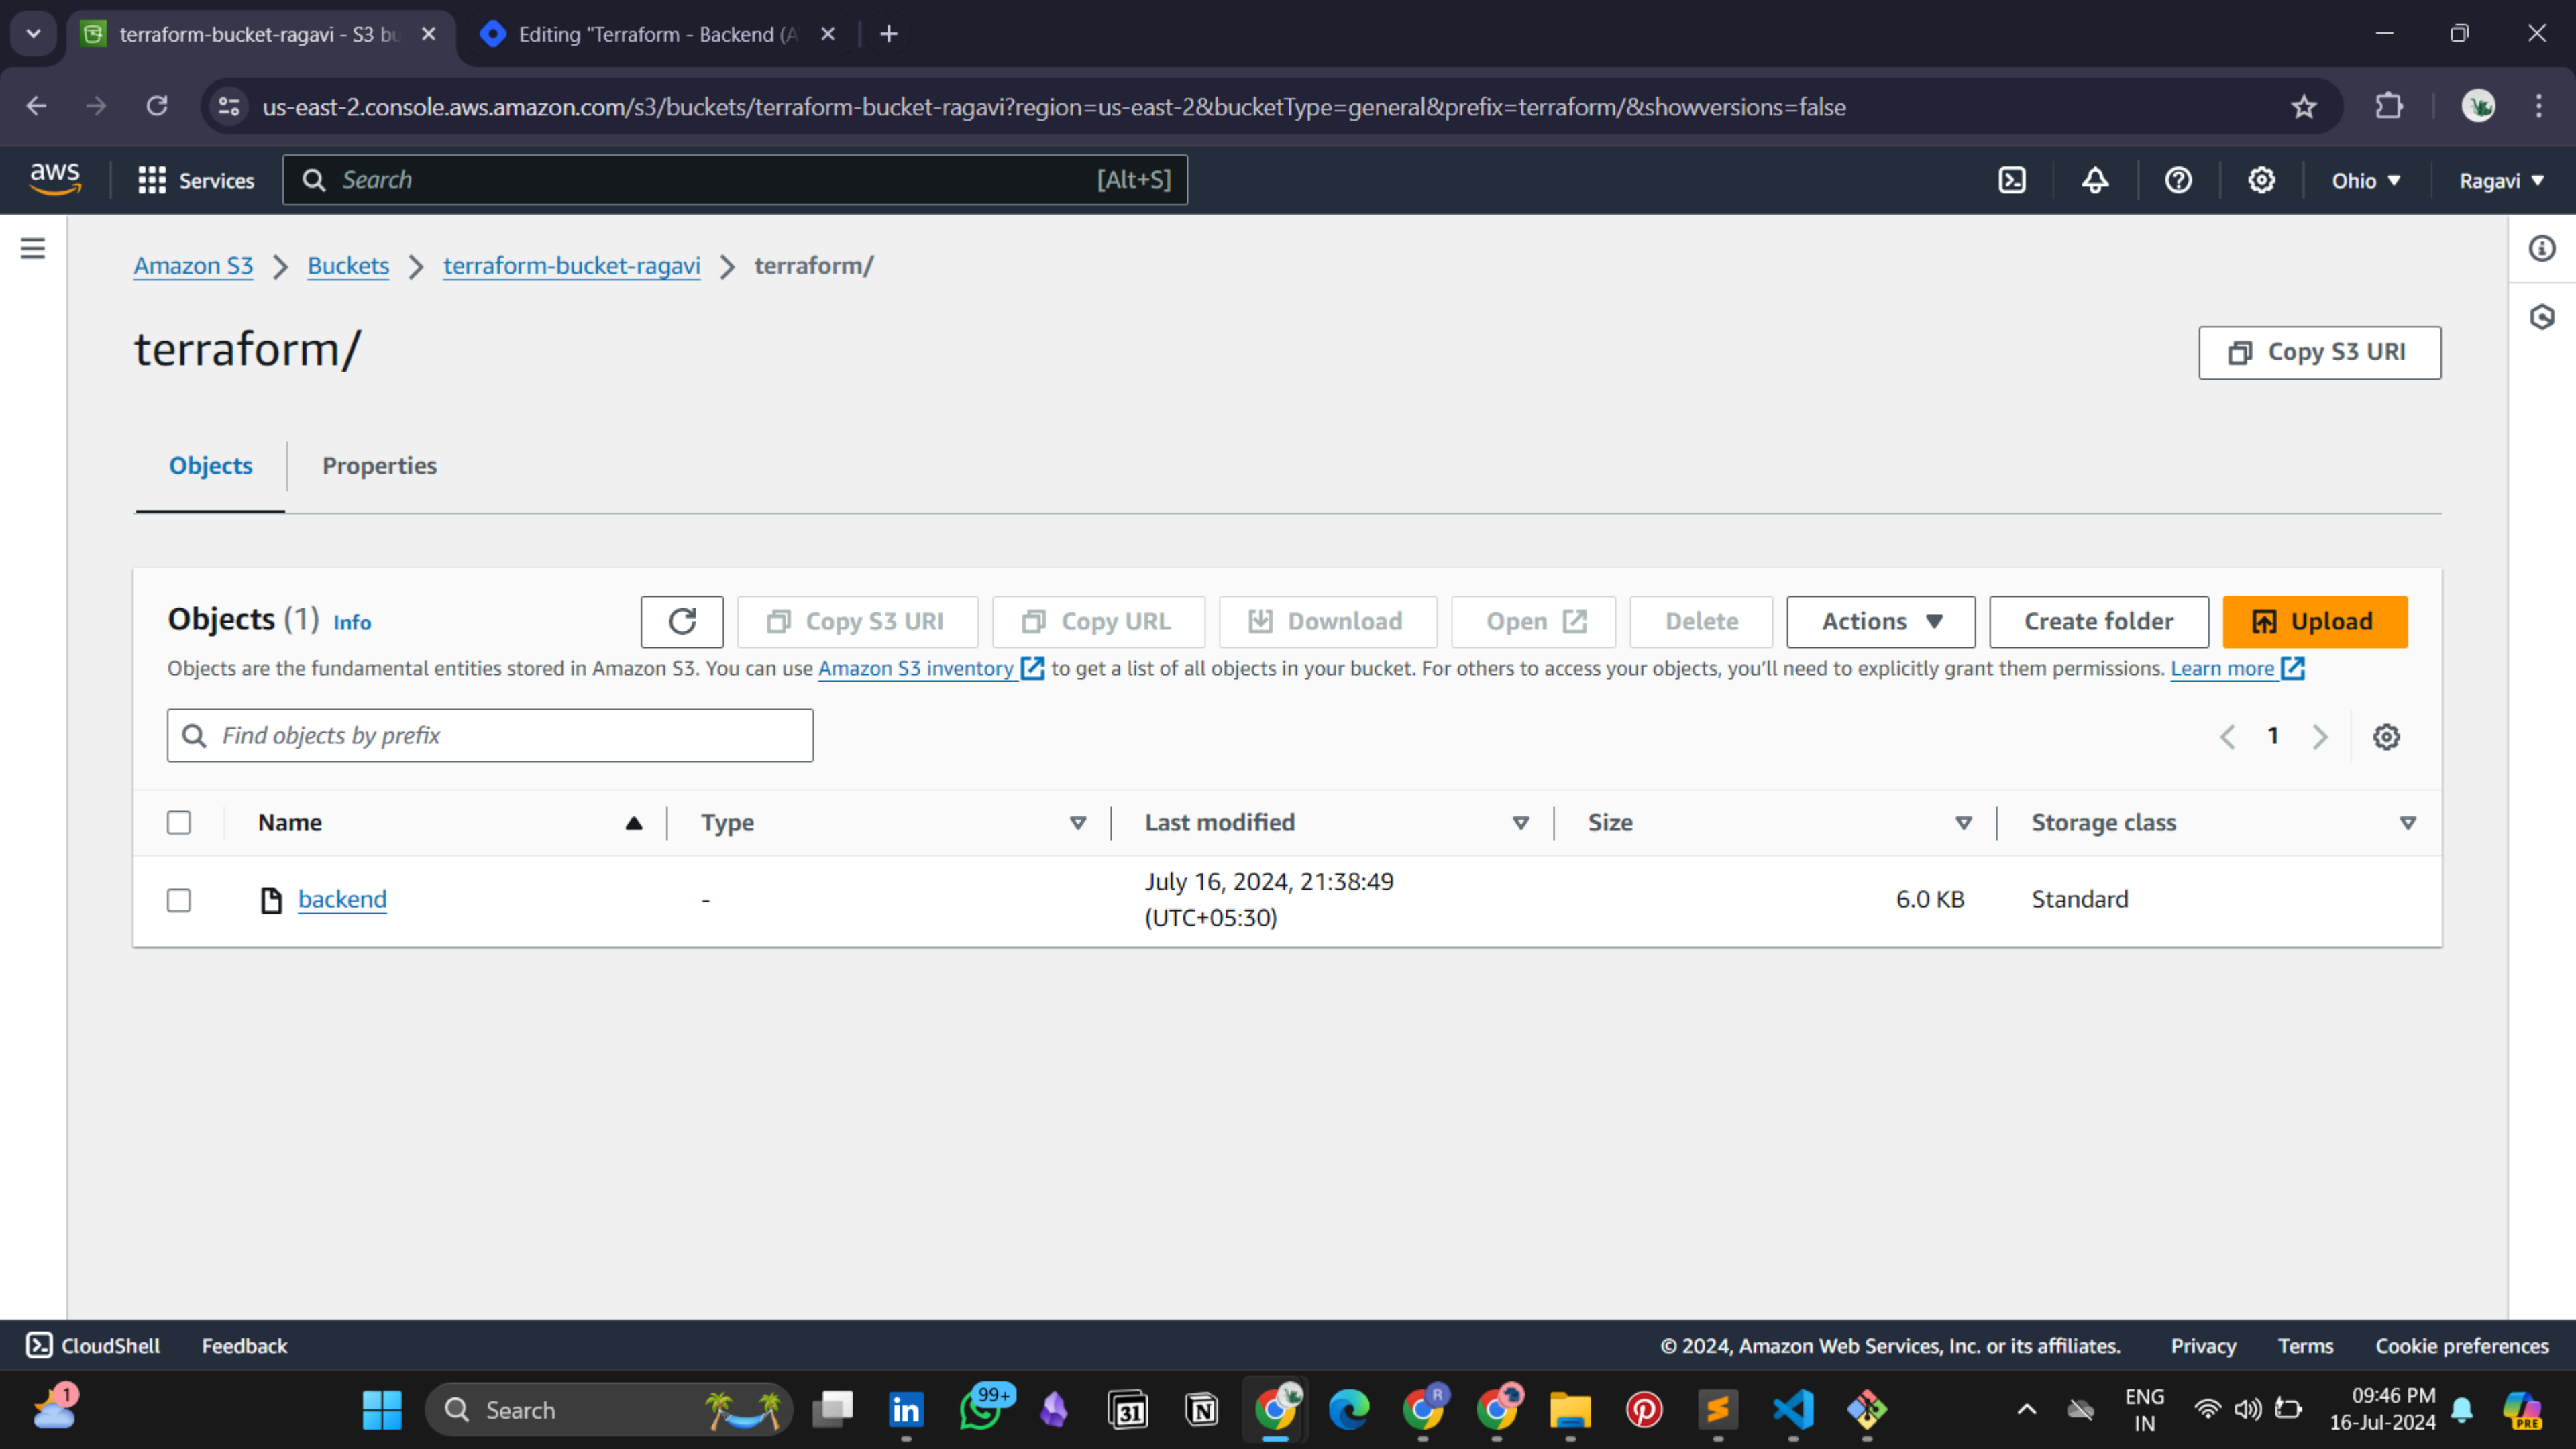 terraform-bucket-ragavi - S3 bu
Editing "Terraform - Backend (A
us-east-2.console.aws.amazon.com/s3/buckets/terraform-bucket-ragavi?region=us-east-2&bucketType=general&prefix=terraform/&showversions=false
aws Services Search [Alt+S] Ohio Ragavi
Amazon S3 Buckets terraform-bucket-ragavi terraform/
terraform/
Copy S3 URI
Objects Properties
Objects (1) Info Copy S3 URI Copy URL Download Open Delete Actions Create folder Upload
Objects are the fundamental entities stored in Amazon S3. You can use Amazon S3 inventory to get a list of all objects in your bucket. For others to access your objects, you'll need to explicitly grant them permissions. Learn more
Find objects by prefix 1
Name Type Last modified Size Storage class
backend - July 16, 2024, 21:38:49 6.0 KB Standard
(UTC+05:30)
CloudShell Feedback © 2024, Amazon Web Services, Inc. or its affiliates. Privacy Terms Cookie preferences
1 Search in 99+ 31 N R ENG 09:46 PM
IN 16-Jul-2024 PRE